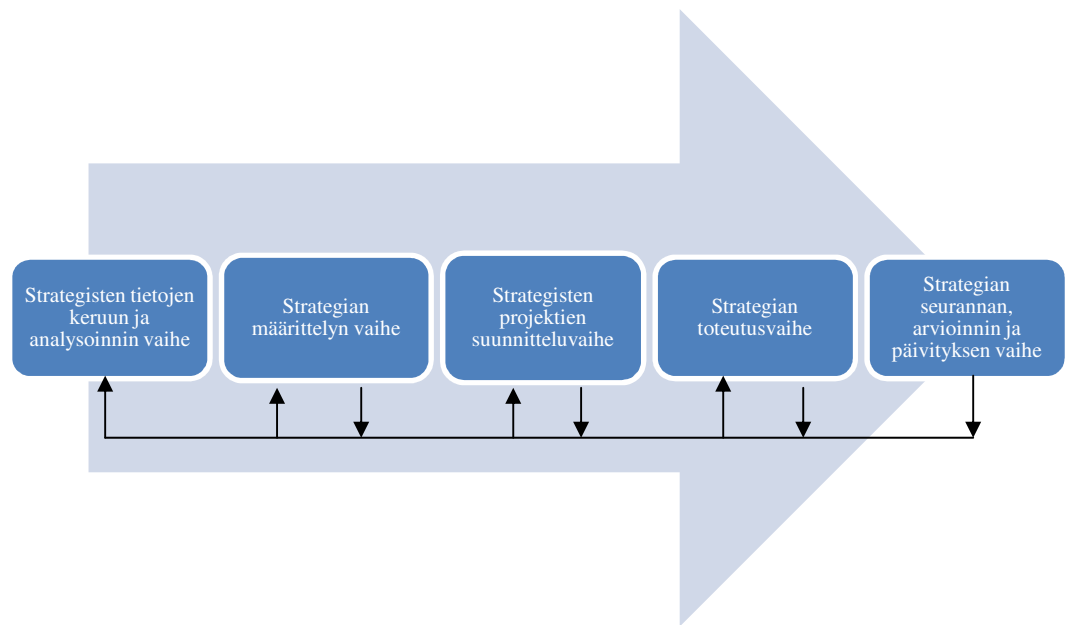 Strategisten tietojen
keruun ja
analysoinnin vaihe
Strategian
määrittelyn vaihe
Strategisten
projektien
suunnitteluvaihe
Strategian
toteutusvaihe
Strategian
seurannan,
arvioinnin ja
päivityksen vaihe